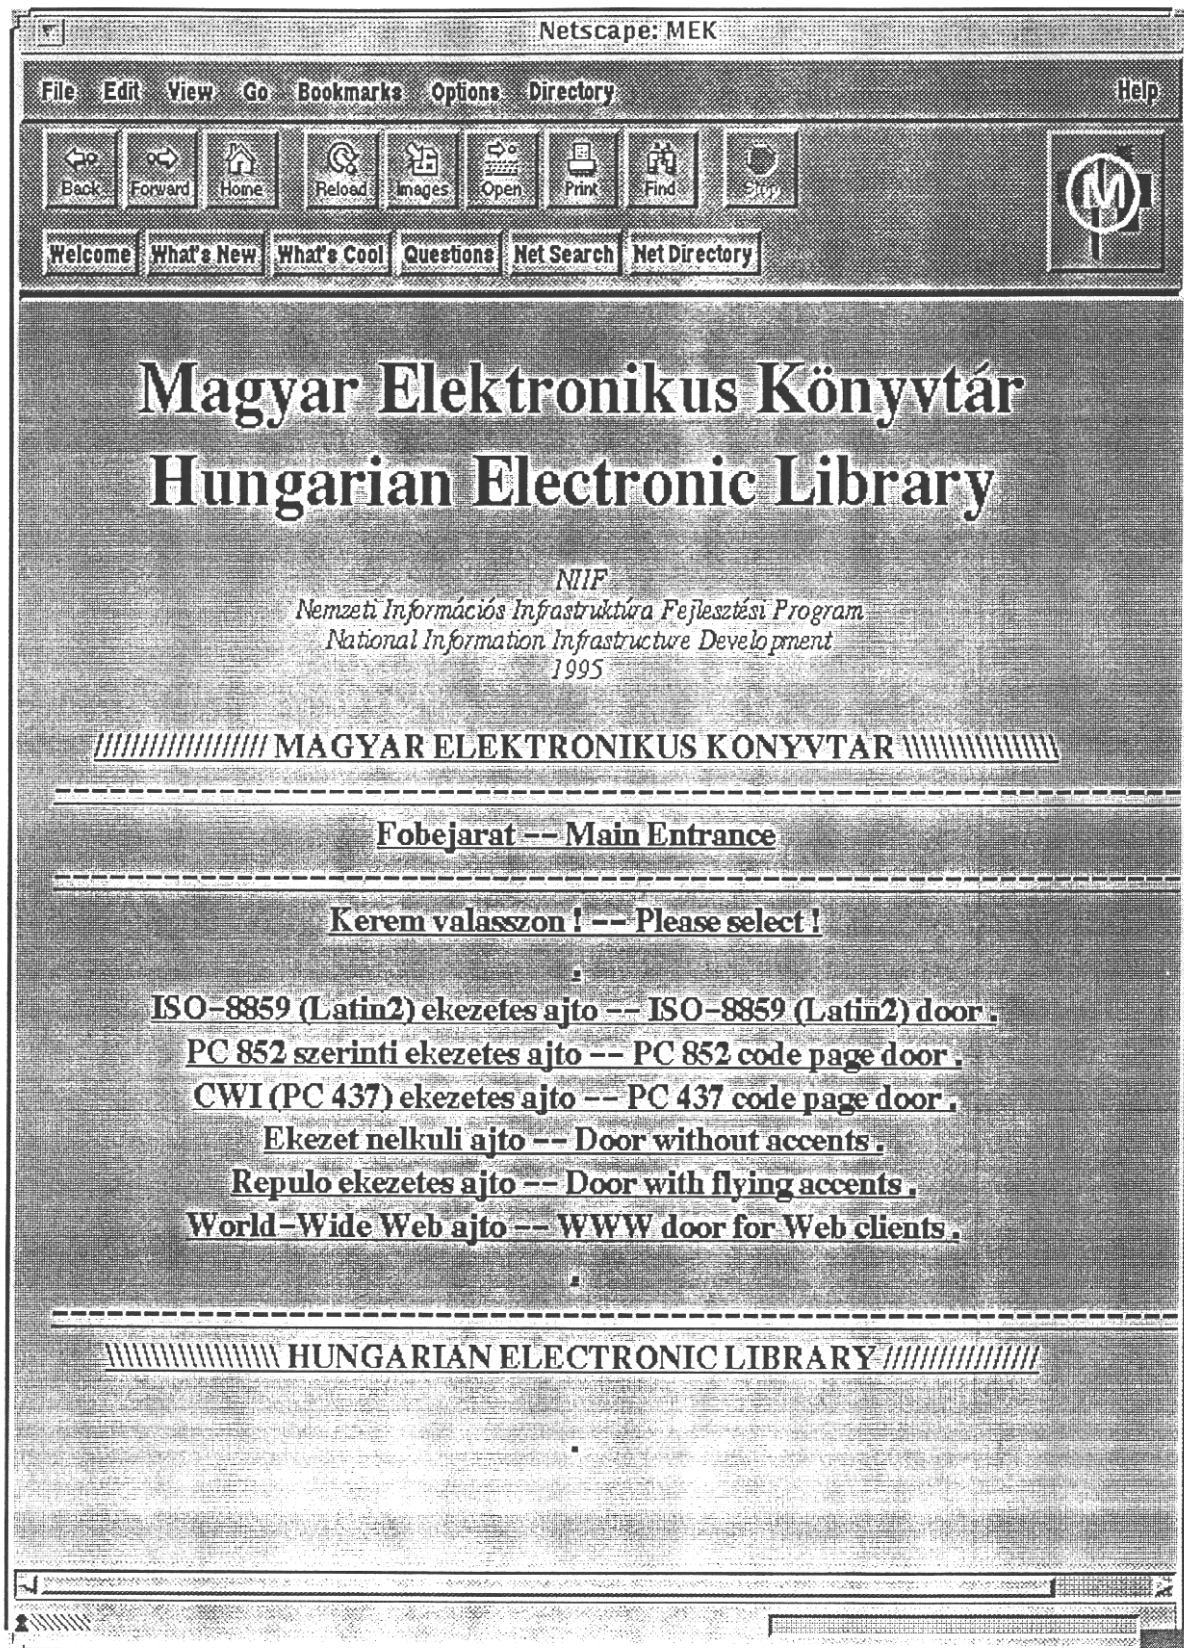 Netscape: MEK
File Edit View Go Bookmarks Options Directory Help
Back Forward Home Reload Images Open Print Find Stop
M
Welcome What's New What's Cool Questions Net Search Net Directory
Magyar Elektronikus Könyvtár
Hungarian Electronic Library
NIIF
Nemzeti Információs Infrastruktúra Fejlesztési Program
National Information Infrastructure Development
1995
///////////////// MAGYAR ELEKTRONIKUS KONYVTAR \\\\\\\\\\\\\\\
Fobejarat -- Main Entrance
Kerem valasszon ! -- Please select !
.
ISO-8859 (Latin2) ekezetes ajto -- ISO-8859 (Latin2) door .
PC 852 szerinti ekezetes ajto -- PC 852 code page door .
CWI (PC 437) ekezetes ajto -- PC 437 code page door .
Ekezet nelkuli ajto -- Door without accents .
Repulo ekezetes ajto -- Door with flying accents .
World-Wide Web ajto -- WWW door for Web clients .
.
\\\\\\\\\\\\\\\\\ HUNGARIAN ELECTRONIC LIBRARY ///////////////
.